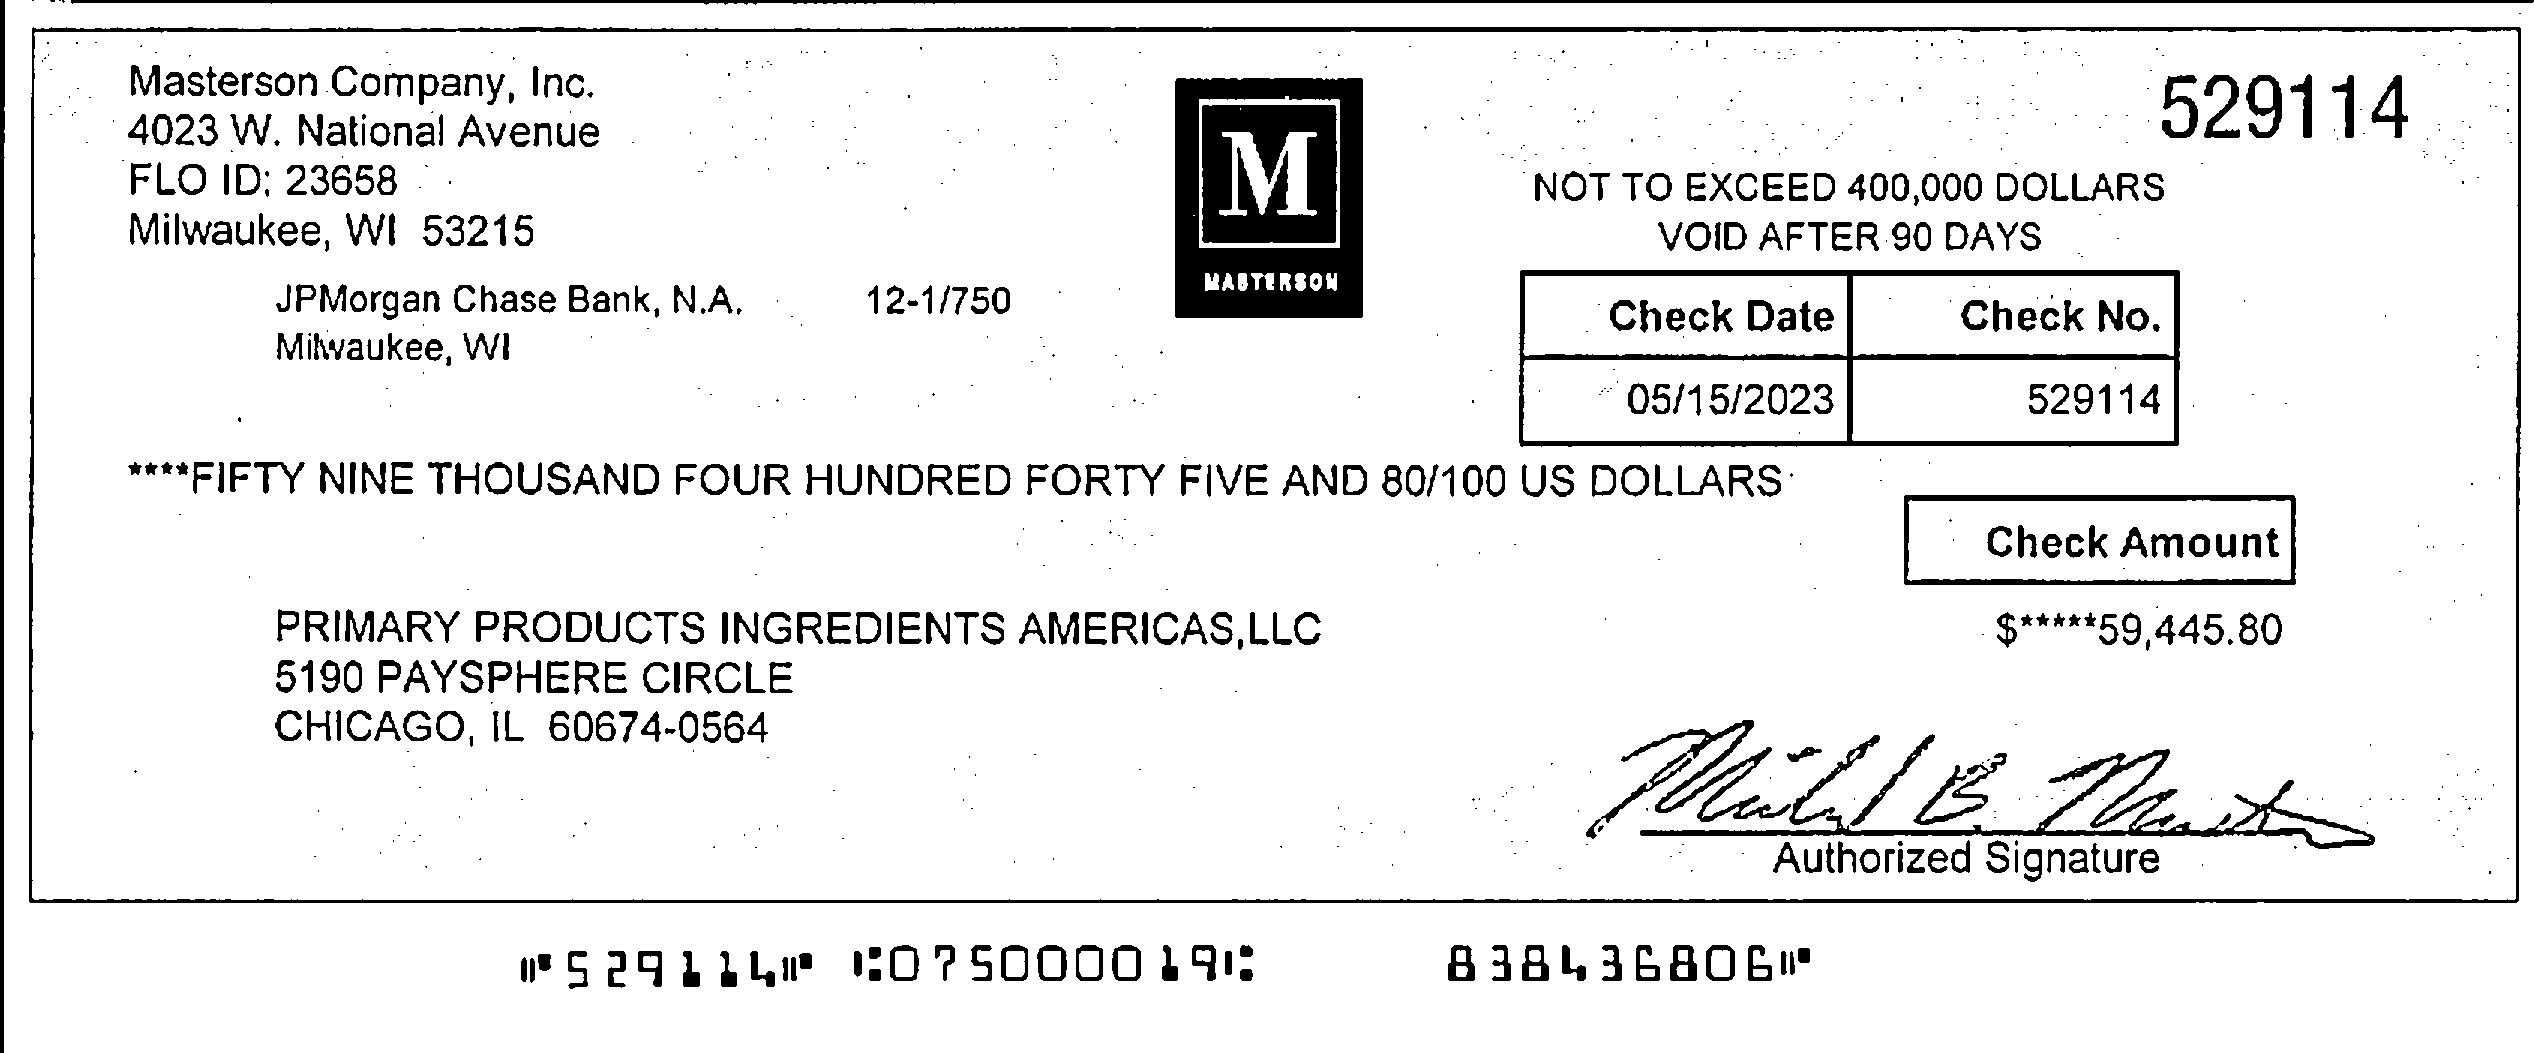 Masterson Company, Inc.
4023 W. National Avenue
FLO ID: 23658
Milwaukee, WI 53215
JPMorgan Chase Bank, N.A. 12-1/750
Milwaukee, WI
M
MASTERSON
529114
NOT TO EXCEED 400,000 DOLLARS
VOID AFTER 90 DAYS
Check Date Check No.
05/15/2023 529114
****FIFTY NINE THOUSAND FOUR HUNDRED FORTY FIVE AND 80/100 US DOLLARS
Check Amount
$*****59,445.80
PRIMARY PRODUCTS INGREDIENTS AMERICAS,LLC
5190 PAYSPHERE CIRCLE
CHICAGO, IL 60674-0564
Authorized Signature
⑈529114⑈ ⑆075000019⑆ 838436806⑈